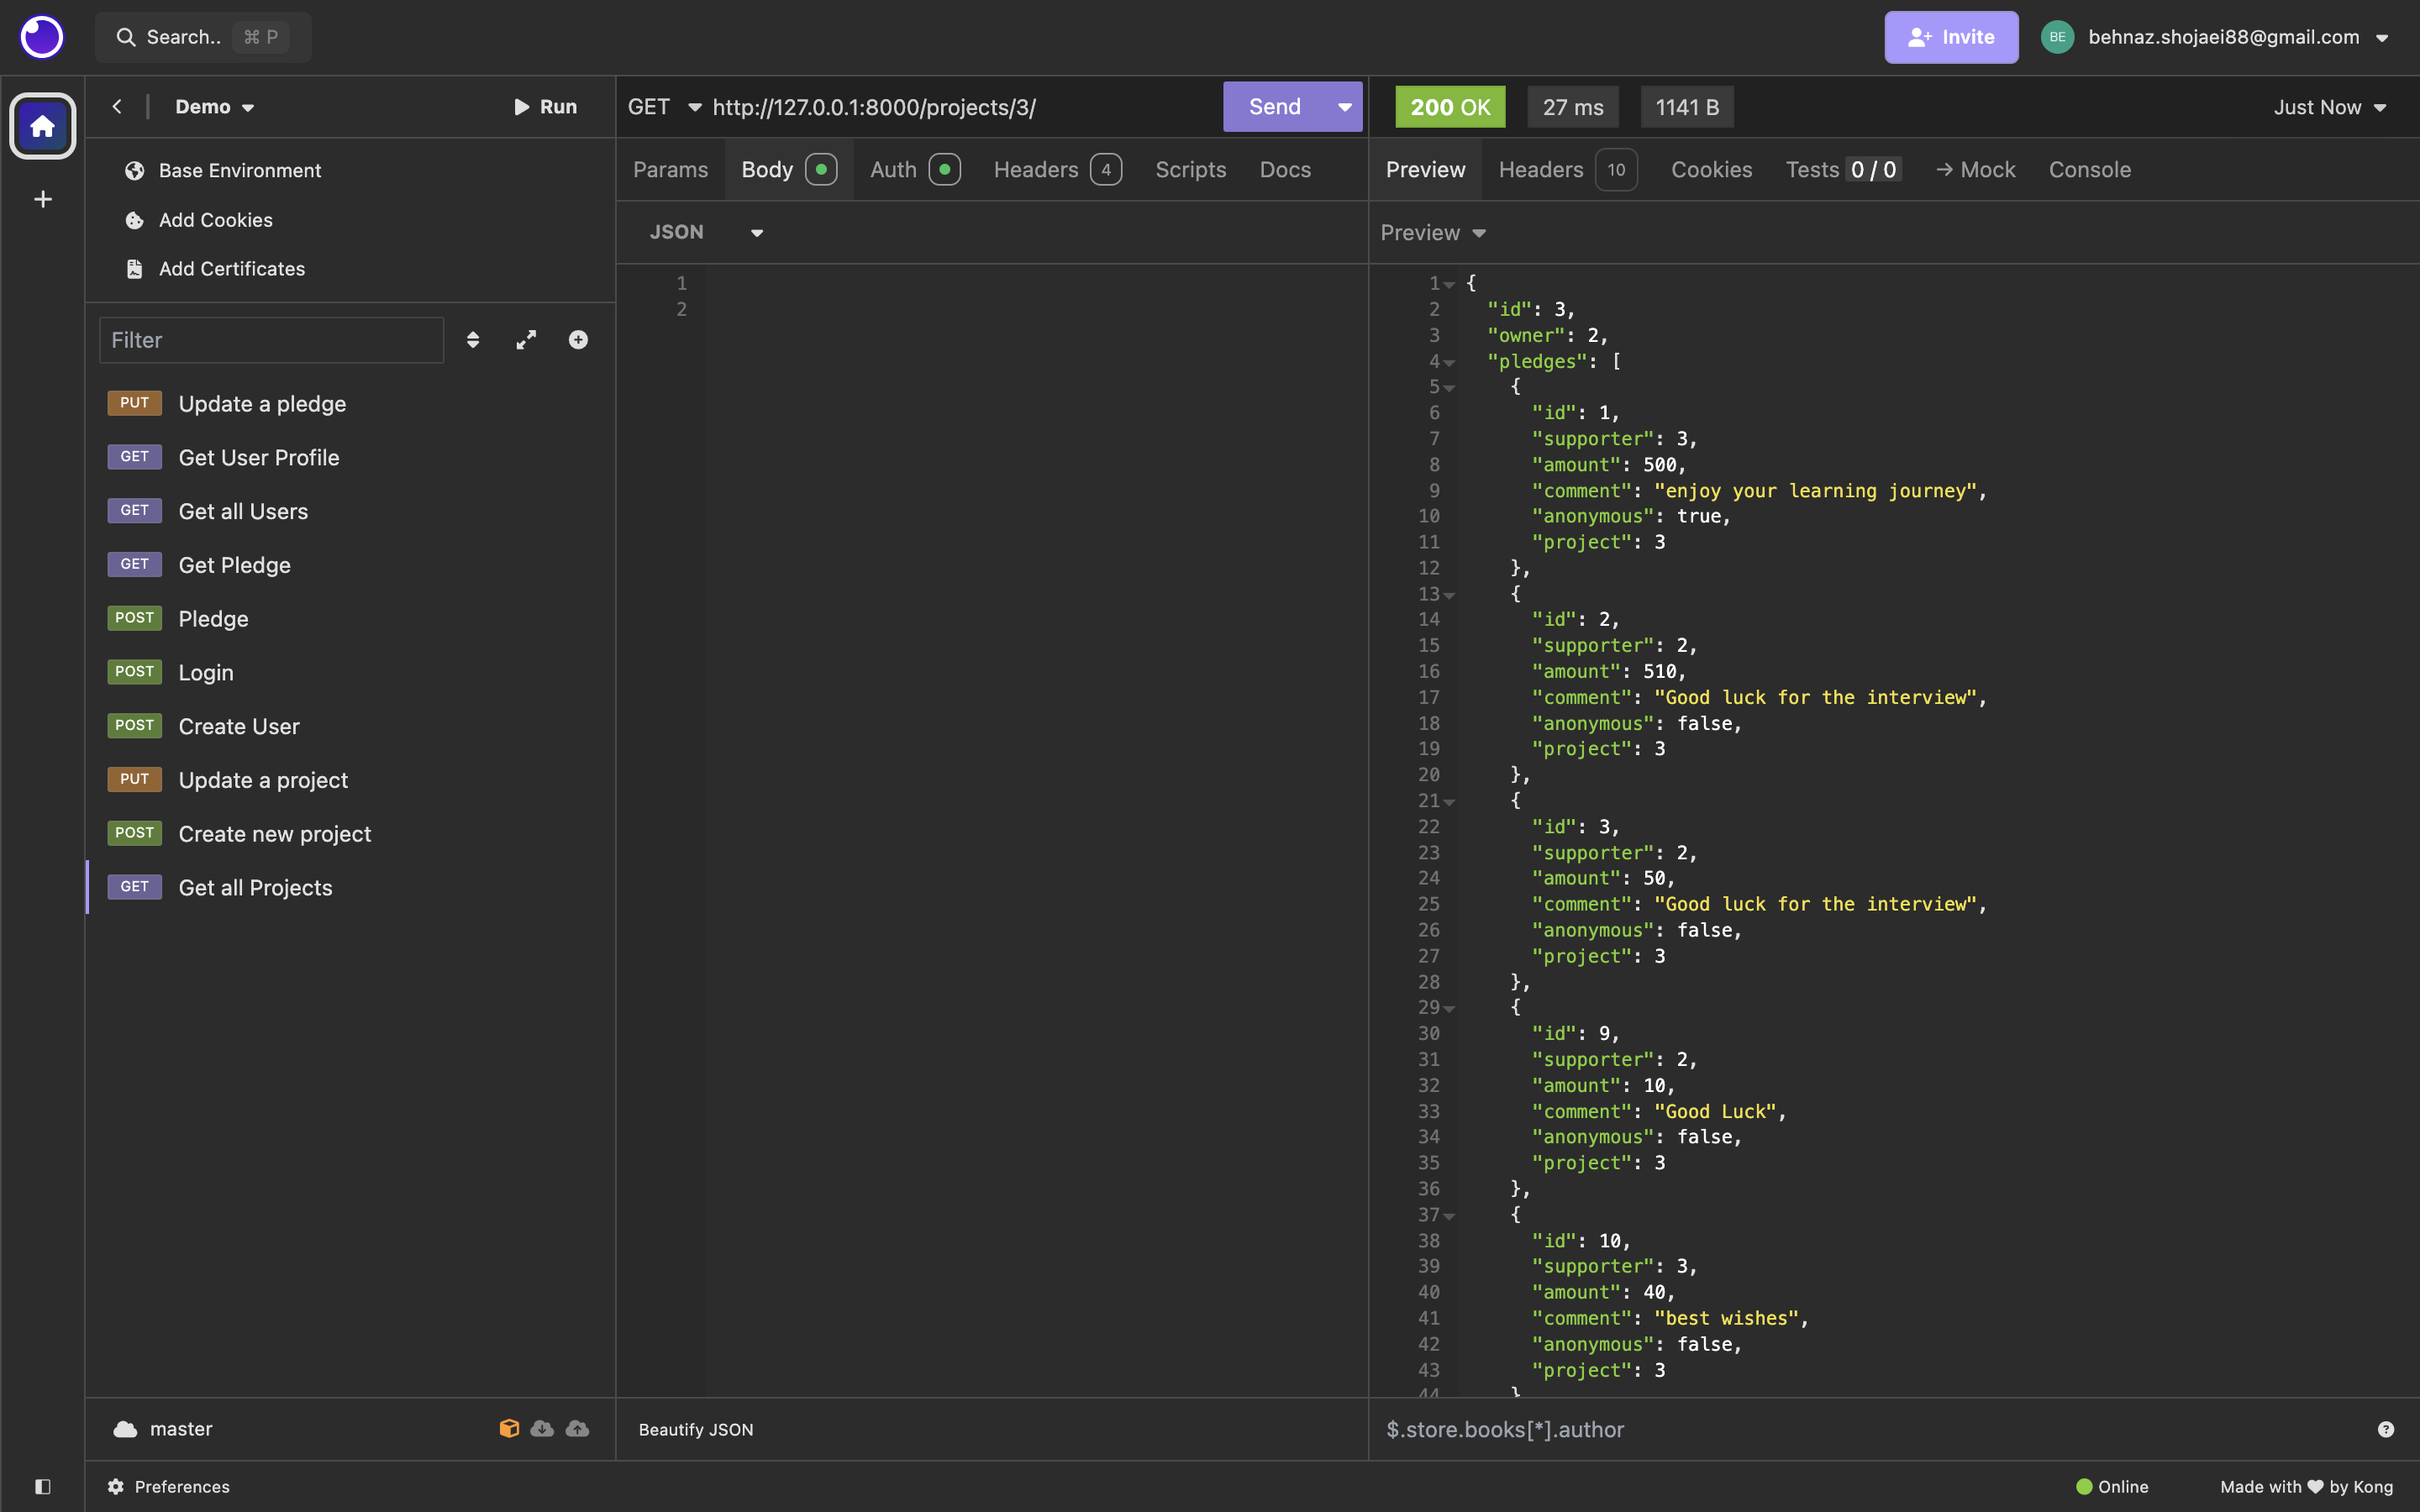 Search.. ⌘ P
Invite
BE behnaz.shojaei88@gmail.com
Demo
Run
Base Environment
Add Cookies
Add Certificates
Filter
PUT Update a pledge
GET Get User Profile
GET Get all Users
GET Get Pledge
POST Pledge
POST Login
POST Create User
PUT Update a project
POST Create new project
GET Get all Projects
master
GET http://127.0.0.1:8000/projects/3/ Send
Params Body Auth Headers 4 Scripts Docs
JSON
1
2
Beautify JSON
200 OK 27 ms 1141 B Just Now
Preview Headers 10 Cookies Tests 0 / 0 → Mock Console
Preview
1 {
2 "id": 3,
3 "owner": 2,
4 "pledges": [
5 {
6 "id": 1,
7 "supporter": 3,
8 "amount": 500,
9 "comment": "enjoy your learning journey",
10 "anonymous": true,
11 "project": 3
12 },
13 {
14 "id": 2,
15 "supporter": 2,
16 "amount": 510,
17 "comment": "Good luck for the interview",
18 "anonymous": false,
19 "project": 3
20 },
21 {
22 "id": 3,
23 "supporter": 2,
24 "amount": 50,
25 "comment": "Good luck for the interview",
26 "anonymous": false,
27 "project": 3
28 },
29 {
30 "id": 9,
31 "supporter": 2,
32 "amount": 10,
33 "comment": "Good Luck",
34 "anonymous": false,
35 "project": 3
36 },
37 {
38 "id": 10,
39 "supporter": 3,
40 "amount": 40,
41 "comment": "best wishes",
42 "anonymous": false,
43 "project": 3
44 }
$.store.books[*].author
Preferences
Online
Made with ♥ by Kong